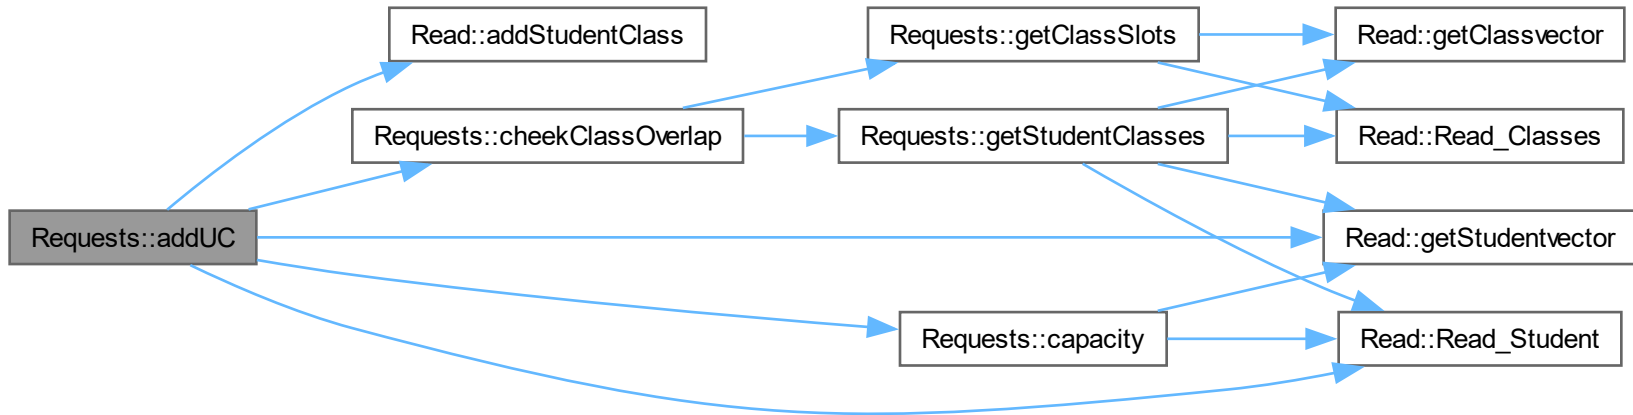 Read::addStudentClass
Requests::getClassSlots
Read::getClassvector
Requests::cheekClassOverlap
Requests::getStudentClasses
Read::Read_Classes
Requests::addUC
Read::getStudentvector
Requests::capacity
Read::Read_Student